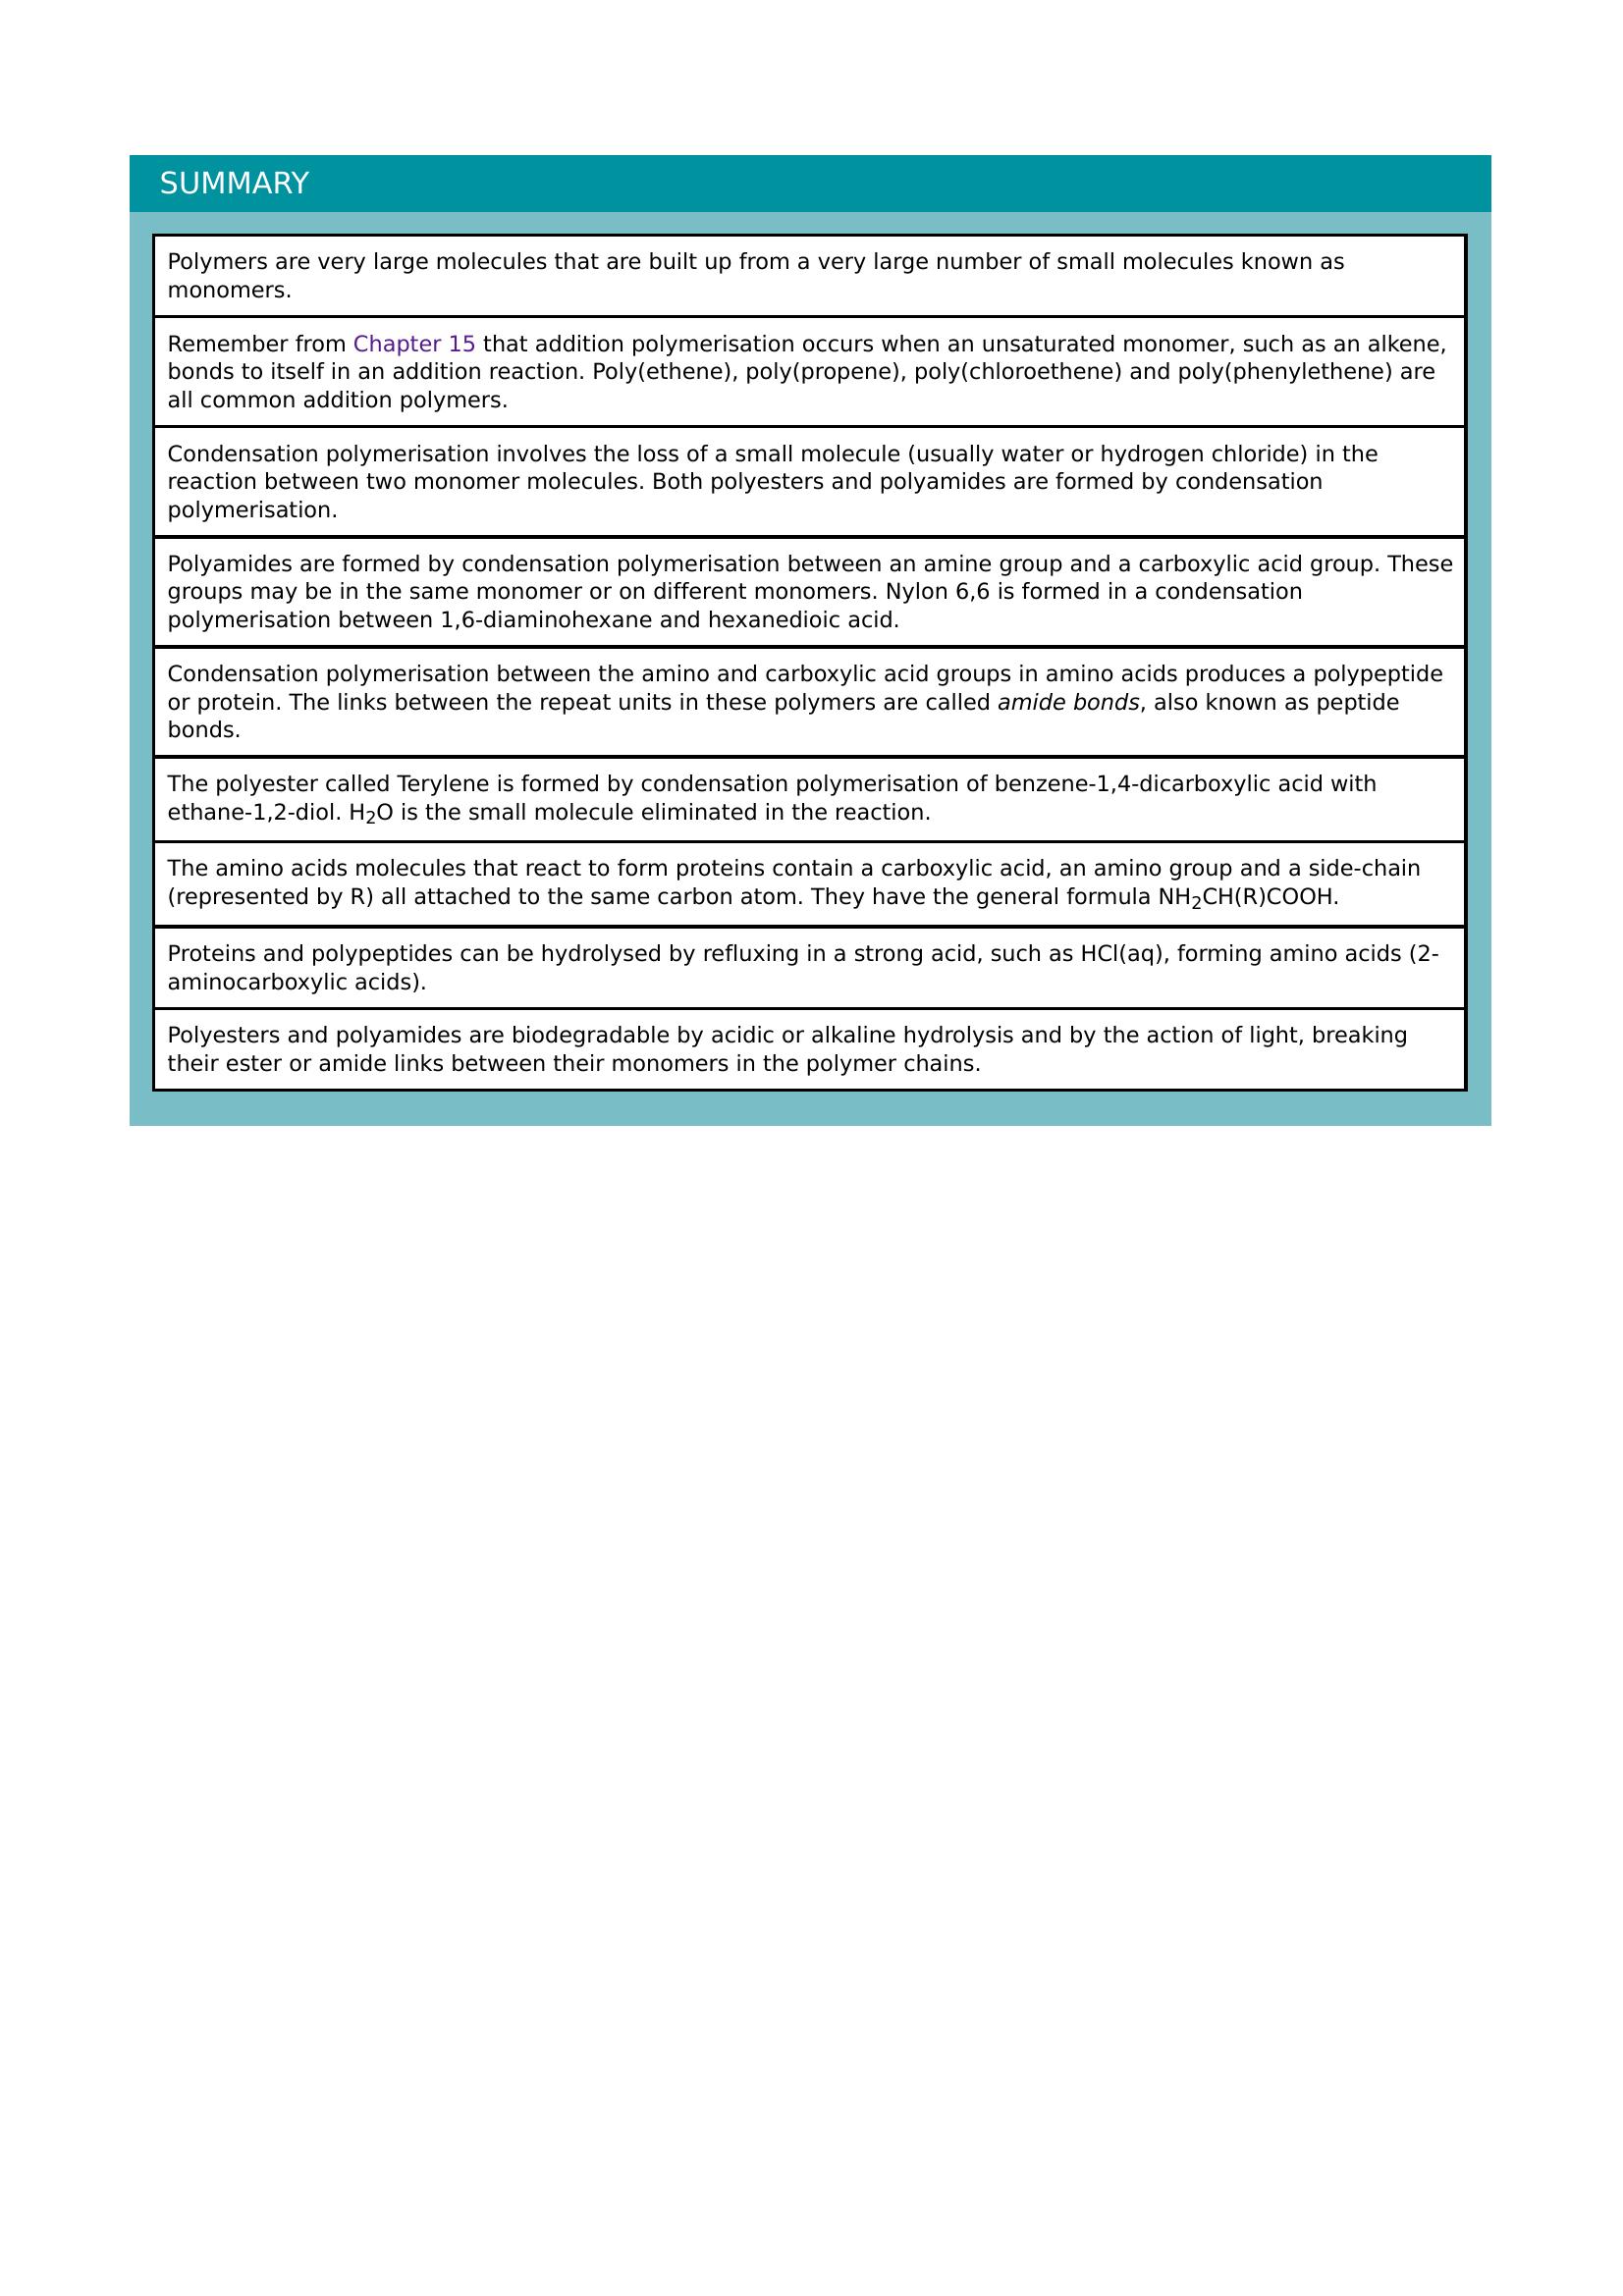 SUMMARY
Polymers are very large molecules that are built up from a very large number of small molecules known as
monomers.
Remember from Chapter 15 that addition polymerisation occurs when an unsaturated monomer, such as an alkene,
bonds to itself in an addition reaction. Poly(ethene), poly(propene), poly(chloroethene) and poly(phenylethene) are
all common addition polymers.
Condensation polymerisation involves the loss of a small molecule (usually water or hydrogen chloride) in the
reaction between two monomer molecules. Both polyesters and polyamides are formed by condensation
polymerisation.
Polyamides are formed by condensation polymerisation between an amine group and a carboxylic acid group. These
groups may be in the same monomer or on different monomers. Nylon 6,6 is formed in a condensation
polymerisation between 1,6-diaminohexane and hexanedioic acid.
Condensation polymerisation between the amino and carboxylic acid groups in amino acids produces a polypeptide
or protein. The links between the repeat units in these polymers are called amide bonds, also known as peptide
bonds.
The polyester called Terylene is formed by condensation polymerisation of benzene-1,4-dicarboxylic acid with
ethane-1,2-diol. H₂O is the small molecule eliminated in the reaction.
The amino acids molecules that react to form proteins contain a carboxylic acid, an amino group and a side-chain
(represented by R) all attached to the same carbon atom. They have the general formula NH₂CH(R)COOH.
Proteins and polypeptides can be hydrolysed by refluxing in a strong acid, such as HCl(aq), forming amino acids (2-
aminocarboxylic acids).
Polyesters and polyamides are biodegradable by acidic or alkaline hydrolysis and by the action of light, breaking
their ester or amide links between their monomers in the polymer chains.